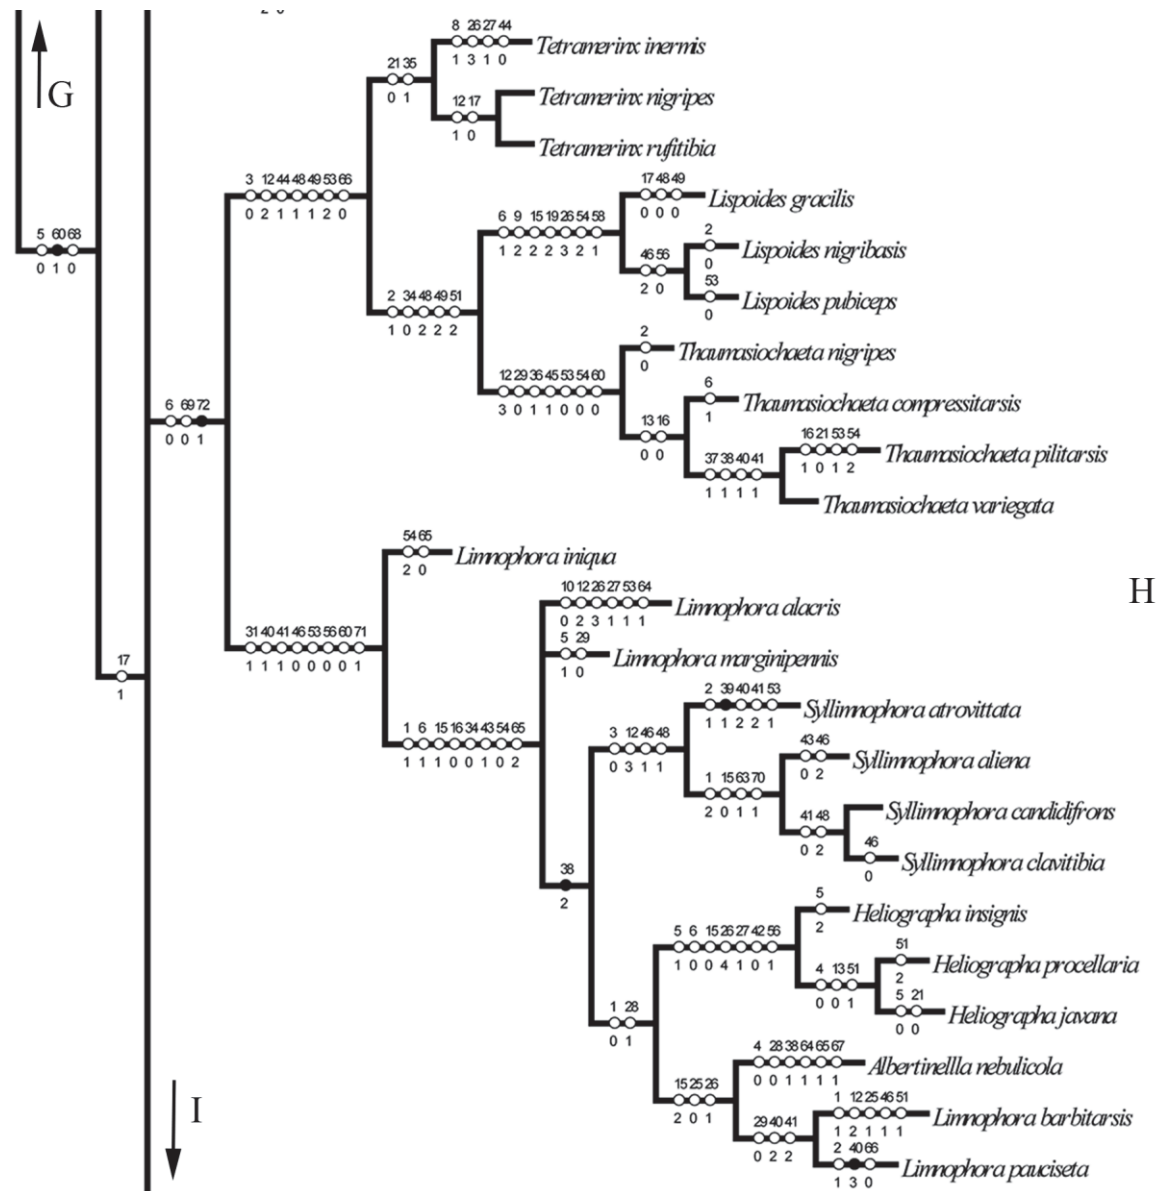 8 26 27 44
Tetramerinx inermis
1 3 1 0
G
21 35
0 1
Tetramerinx nigripes
12 17
1 0
Tetramerinx rufitibia
3 12 44 48 49 53 66
0 2 1 1 1 2 0
17 48 49
Lispoides gracilis
0 0 0
6 9 15 19 26 54 58
1 2 2 2 3 2 1
2
Lispoides nigribasis
0
5 60 68
0 1 0
46 56
2 0
53
Lispoides pubiceps
0
2 34 48 49 51
1 0 2 2 2
2
Thaumasiochaeta nigripes
0
12 29 36 45 53 54 60
3 0 1 1 0 0 0
6
Thaumasiochaeta compressitarsis
1
6 69 72
0 0 1
13 16
0 0
16 21 53 54
Thaumasiochaeta pilitarsis
1 0 1 2
37 38 40 41
1 1 1 1
Thaumasiochaeta variegata
54 65
Limnophora iniqua
2 0
10 12 26 27 53 64
Limnophora alacris
0 2 3 1 1 1
H
31 40 41 46 53 56 60 71
1 1 1 0 0 0 0 1
5 29
Limnophora marginipennis
1 0
17
1
2 39 40 41 53
Syllimnophora atrovittata
1 1 2 2 1
1 6 15 16 34 43 54 65
1 1 1 0 0 1 0 2
3 12 46 48
0 3 1 1
43 46
Syllimnophora aliena
0 2
1 15 63 70
2 0 1 1
Syllimnophora candidifrons
41 48
0 2
46
Syllimnophora clavitibia
0
38
2
5
Heliographa insignis
2
5 6 15 26 27 42 56
1 0 0 4 1 0 1
51
Heliographa procellaria
2
4 13 51
0 0 1
5 21
Heliographa javana
0 0
1 28
0 1
4 28 38 64 65 67
Albertinellla nebulicola
0 0 1 1 1 1
15 25 26
2 0 1
I
1 12 25 46 51
Limnophora barbitarsis
1 2 1 1 1
29 40 41
0 2 2
2 40 66
Limnophora pauciseta
1 3 0